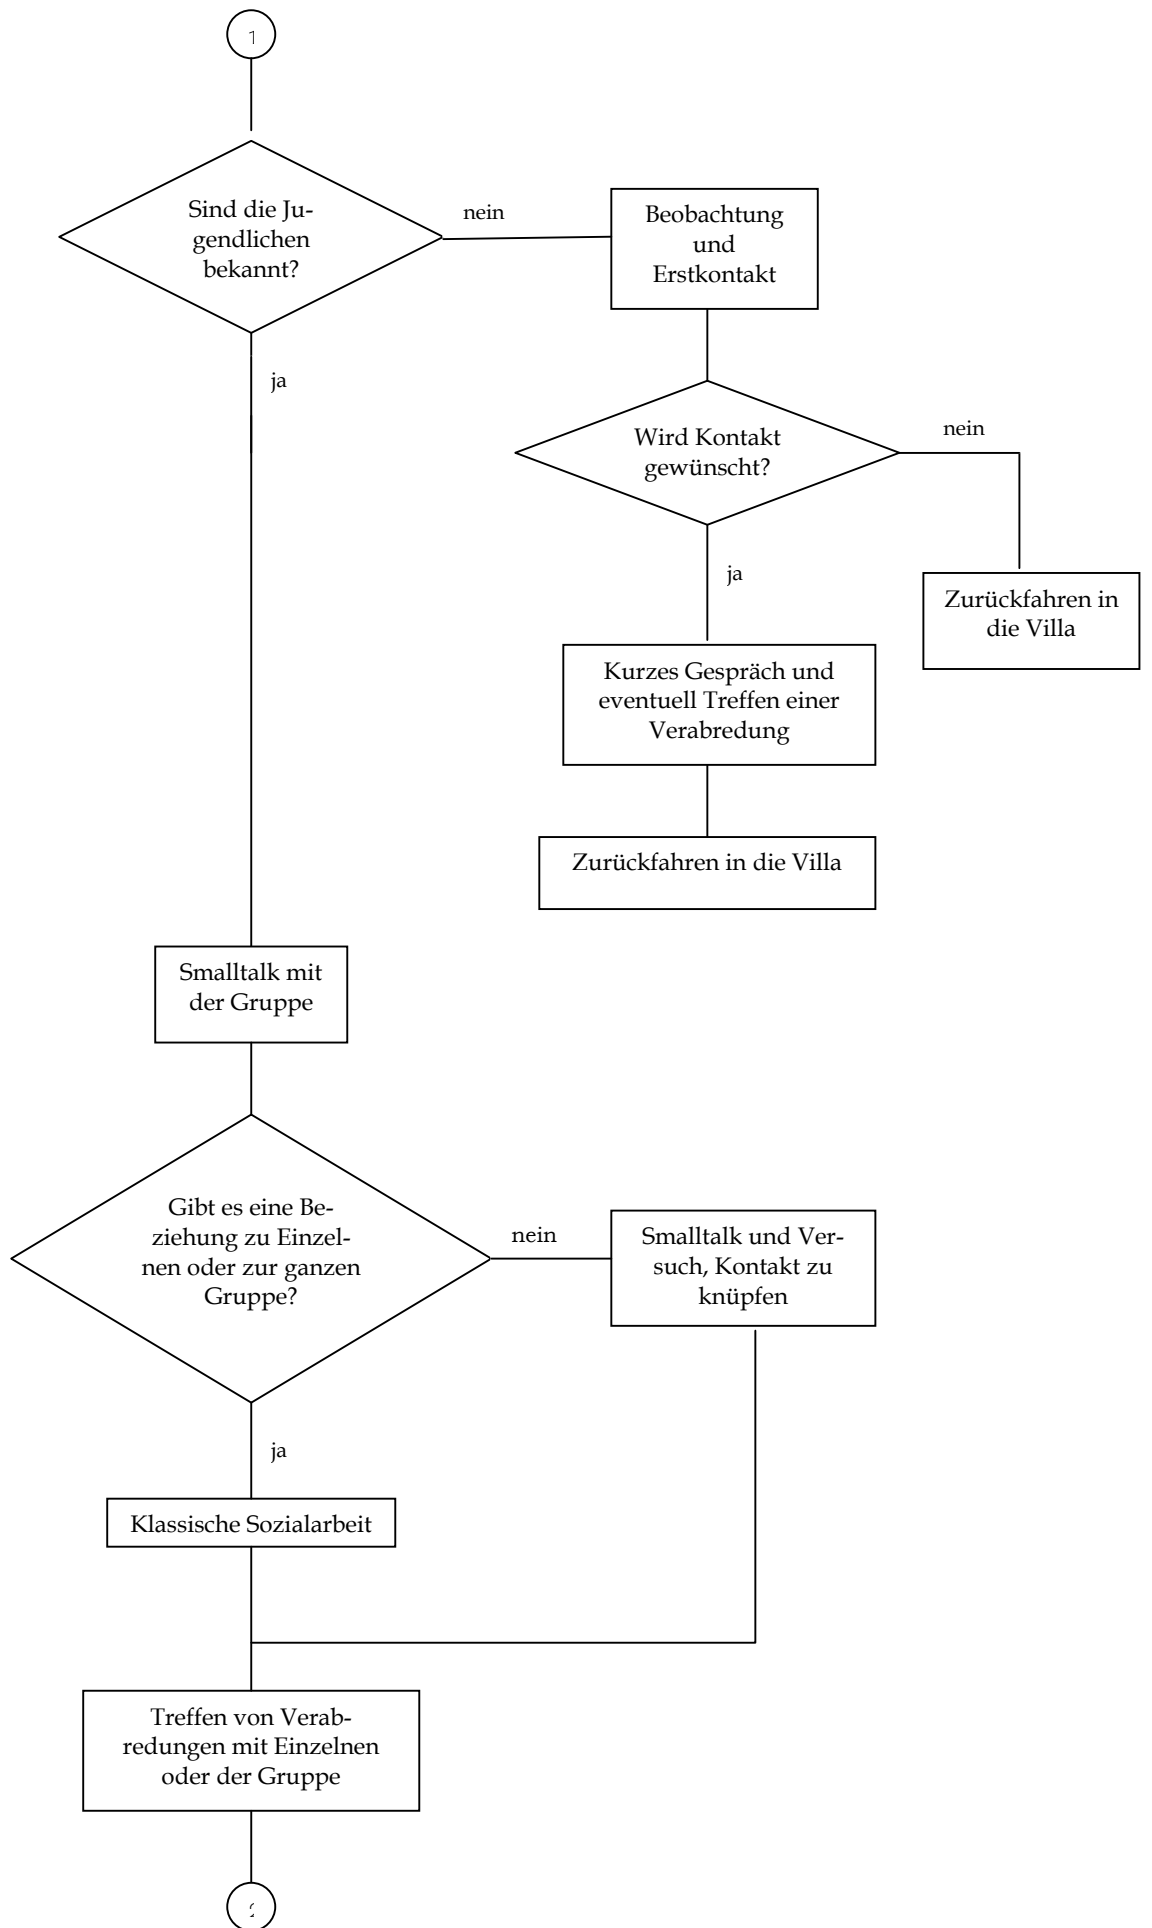 1
Sind die Ju-
gendlichen
bekannt?
nein
Beobachtung
und
Erstkontakt
ja
Wird Kontakt
gewünscht?
nein
ja
Zurückfahren in
die Villa
Kurzes Gespräch und
eventuell Treffen einer
Verabredung
Zurückfahren in die Villa
Smalltalk mit
der Gruppe
Gibt es eine Be-
ziehung zu Einzel-
nen oder zur ganzen
Gruppe?
nein
Smalltalk und Ver-
such, Kontakt zu
knüpfen
ja
Klassische Sozialarbeit
Treffen von Verab-
redungen mit Einzelnen
oder der Gruppe
2